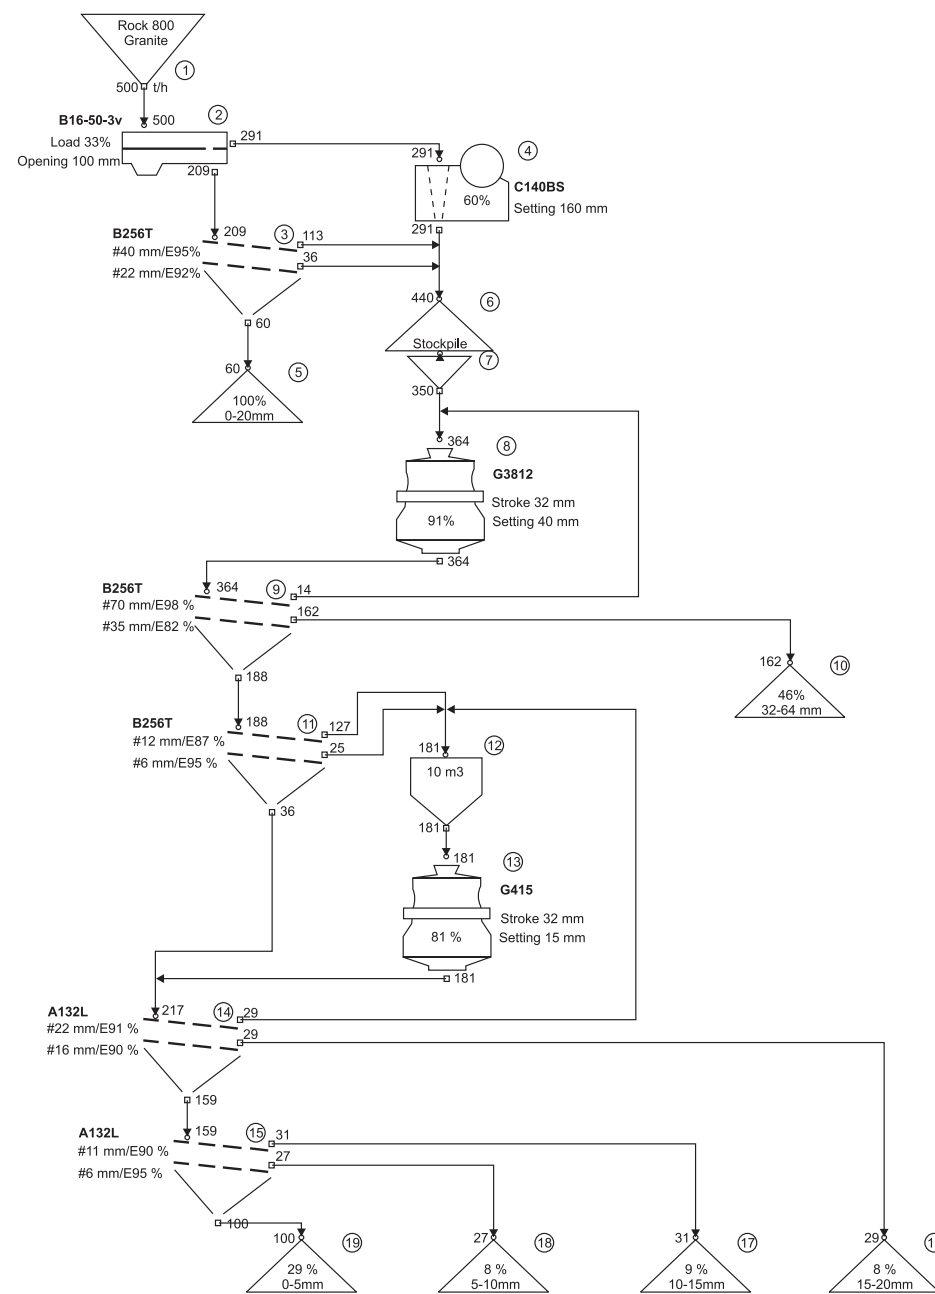 Rock 800
Granite
1
500 t/h
B16-50-3v
500
2
Load 33%
Opening 100 mm
291
209
291
4
60%
C140BS
Setting 160 mm
291
B256T
209
3
113
#40 mm/E95%
36
#22 mm/E92%
60
60
5
100%
0-20mm
440
6
Stockpile
7
350
364
8
G3812
Stroke 32 mm
91%
Setting 40 mm
364
B256T
364
9
14
#70 mm/E98 %
162
#35 mm/E82 %
188
162
10
46%
32-64 mm
B256T
188
11
127
#12 mm/E87 %
25
#6 mm/E95 %
36
181
12
10 m3
181
181
13
G415
Stroke 32 mm
81 %
Setting 15 mm
181
A132L
217
14
29
#22 mm/E91 %
29
#16 mm/E90 %
159
A132L
159
15
31
#11 mm/E90 %
27
#6 mm/E95 %
100
100
19
29 %
0-5mm
27
18
8 %
5-10mm
31
17
9 %
10-15mm
29
8 %
15-20mm